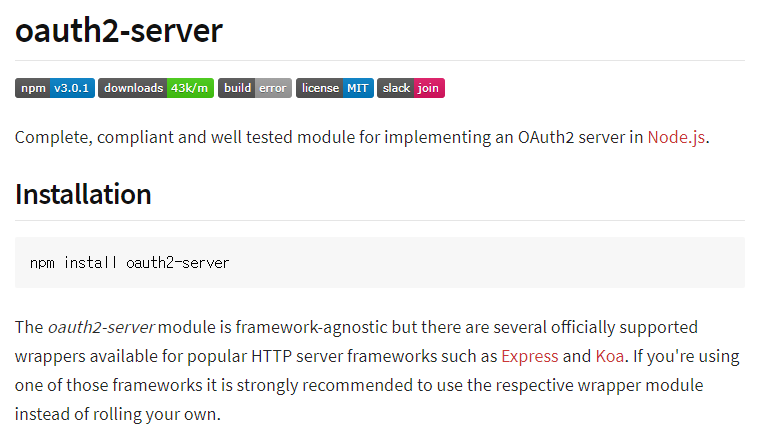 oauth2-server
npm v3.0.1 downloads 43k/m build error license MIT slack join
Complete, compliant and well tested module for implementing an OAuth2 server in Node.js.
Installation
npm install oauth2-server
The oauth2-server module is framework-agnostic but there are several officially supported
wrappers available for popular HTTP server frameworks such as Express and Koa. If you're using
one of those frameworks it is strongly recommended to use the respective wrapper module
instead of rolling your own.